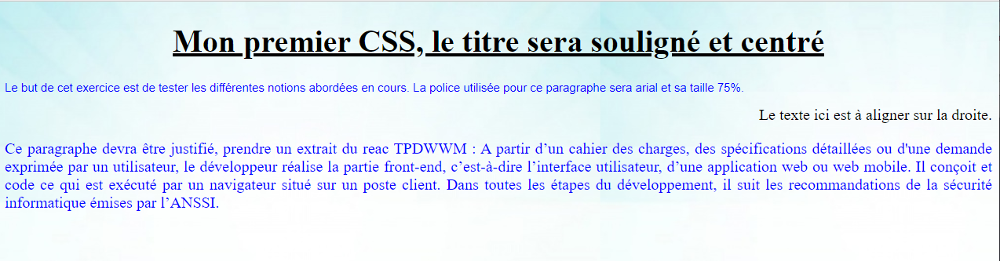 Mon premier CSS, le titre sera souligné et centré
Le but de cet exercice est de tester les différentes notions abordées en cours. La police utilisée pour ce paragraphe sera arial et sa taille 75%.
Le texte ici est à aligner sur la droite.
Ce paragraphe devra être justifié, prendre un extrait du reac TPDWWM : A partir d’un cahier des charges, des spécifications détaillées ou d'une demande
exprimée par un utilisateur, le développeur réalise la partie front-end, c’est-à-dire l’interface utilisateur, d’une application web ou web mobile. Il conçoit et
code ce qui est exécuté par un navigateur situé sur un poste client. Dans toutes les étapes du développement, il suit les recommandations de la sécurité
informatique émises par l’ANSSI.